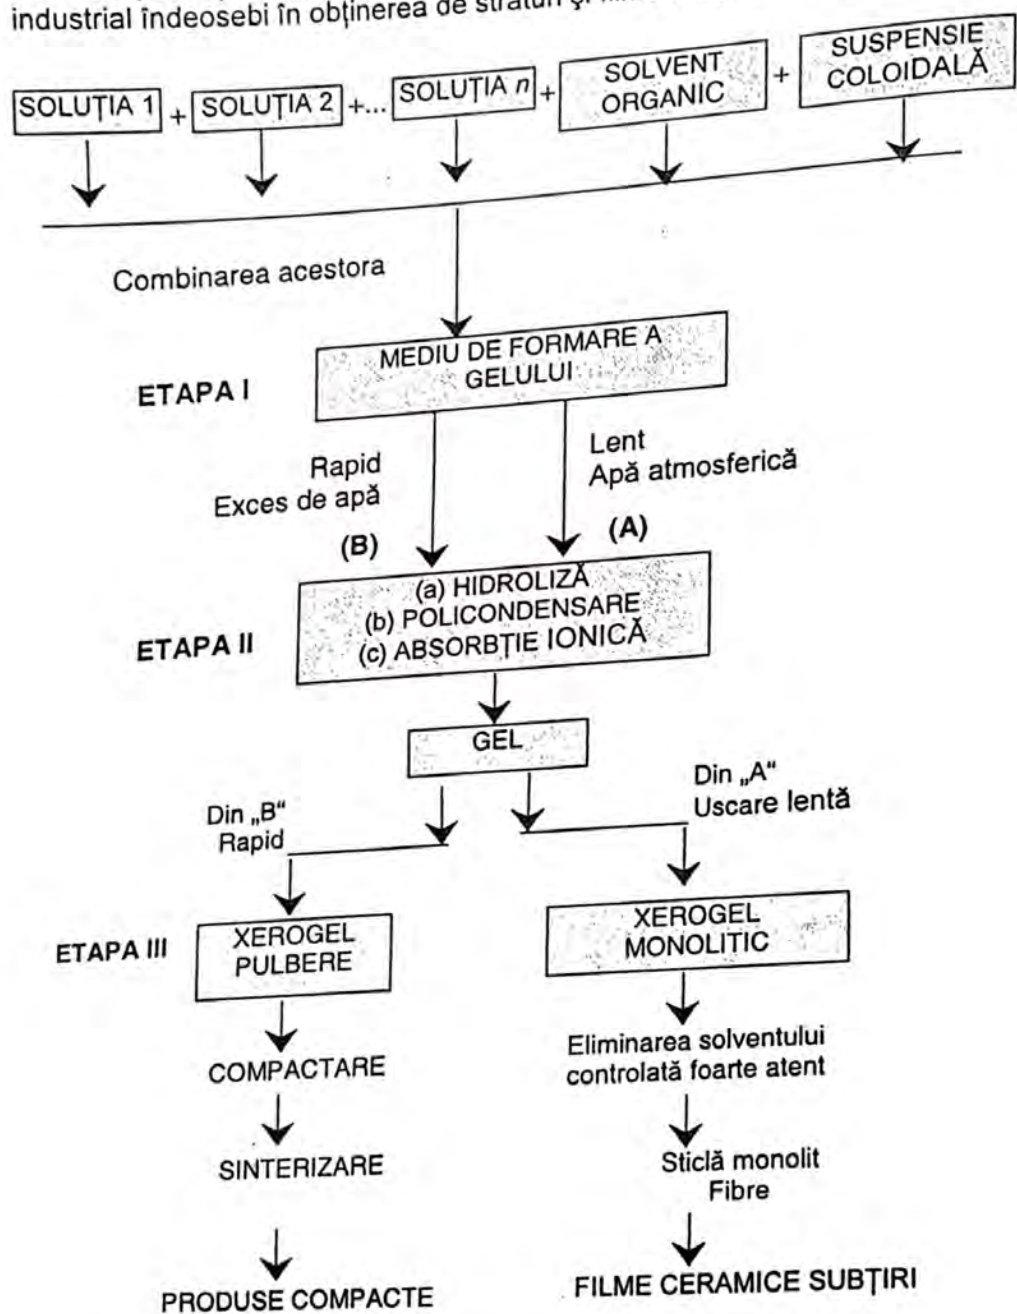 industrial îndeosebi în obținerea de straturi și
SOLUȚIA 1 + SOLUȚIA 2 +... SOLUȚIA n + SOLVENT ORGANIC + SUSPENSIE COLOIDALĂ
Combinarea acestora
ETAPA I
MEDIU DE FORMARE A
GELULUI
Rapid
Exces de apă
(B)
Lent
Apă atmosferică
(A)
ETAPA II
(a) HIDROLIZĂ
(b) POLICONDENSARE
(c) ABSORBȚIE IONICĂ
GEL
Din „B“
Rapid
Din „A“
Uscare lentă
ETAPA III
XEROGEL
PULBERE
XEROGEL
MONOLITIC
COMPACTARE
Eliminarea solventului
controlată foarte atent
SINTERIZARE
Sticlă monolit
Fibre
PRODUSE COMPACTE
FILME CERAMICE SUBȚIRI